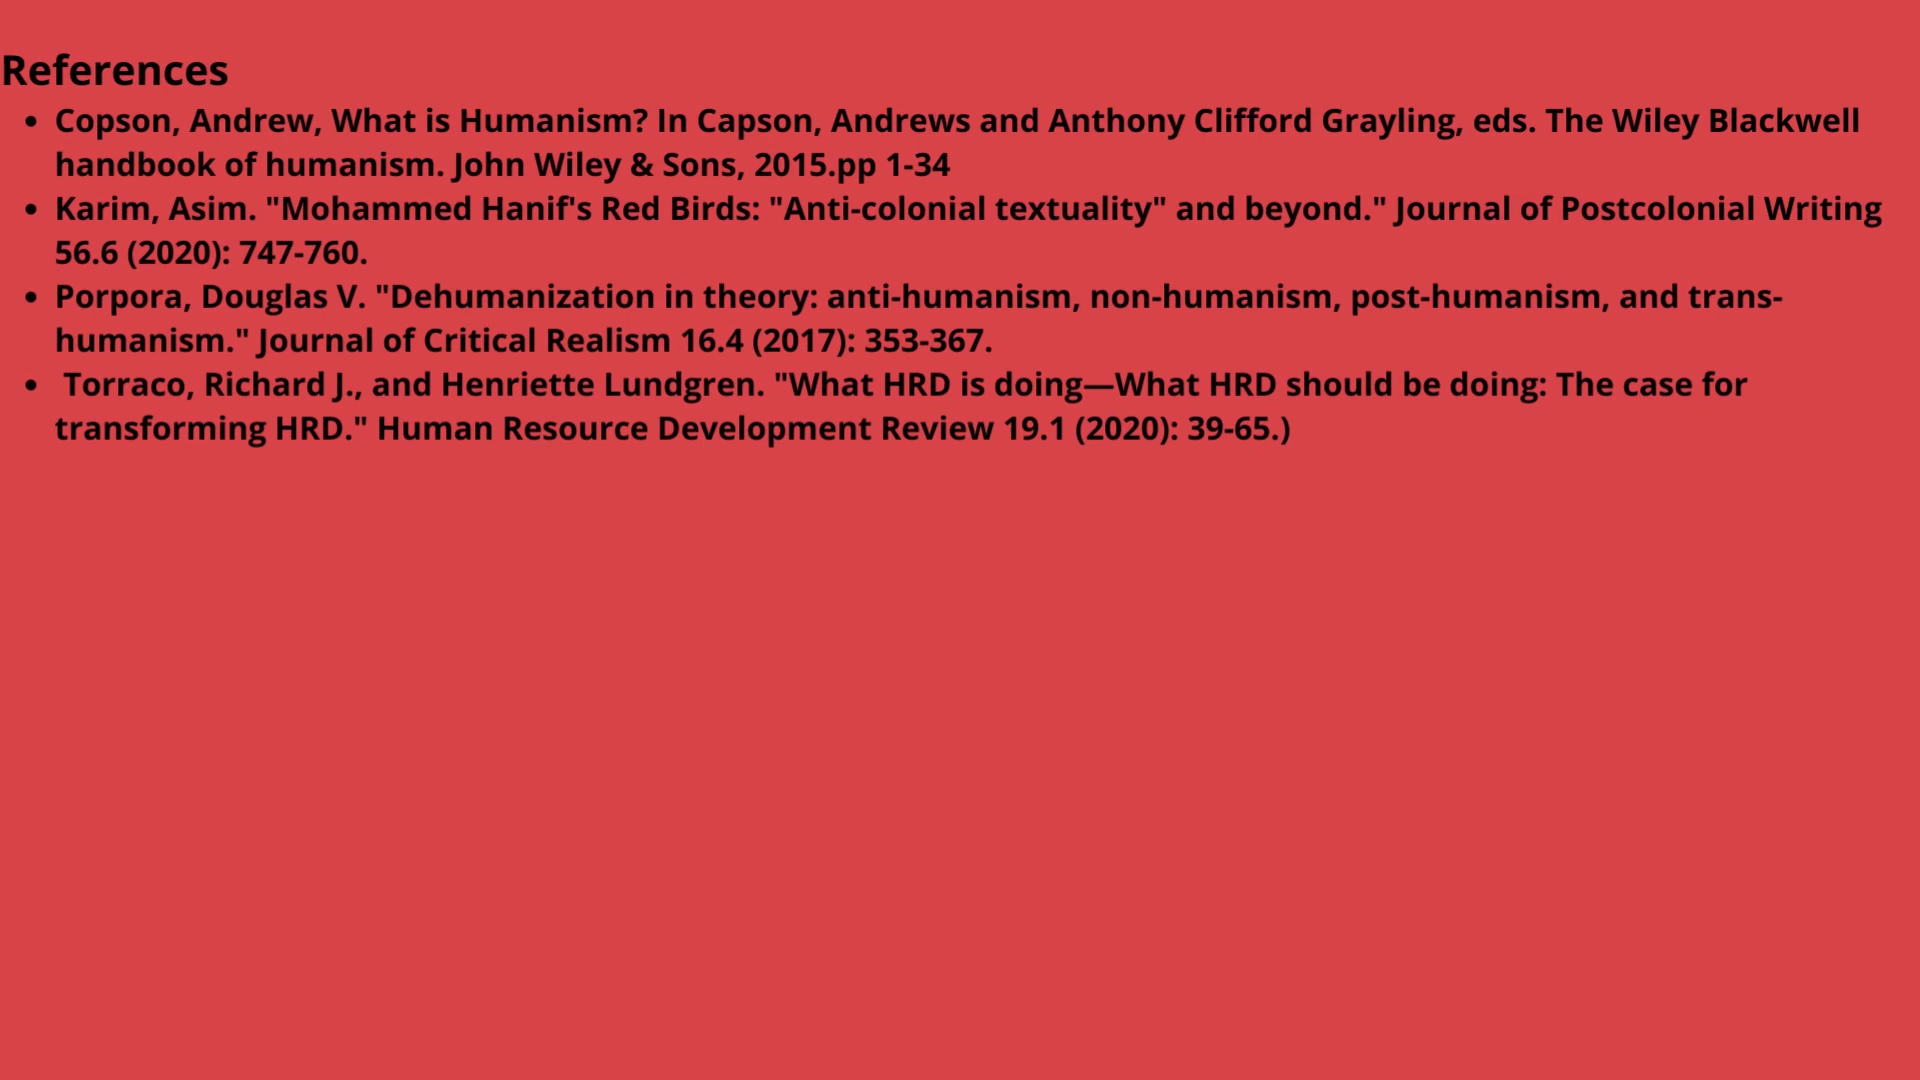 References
• Copson, Andrew, What is Humanism? In Capson, Andrews and Anthony Clifford Grayling, eds. The Wiley Blackwell
handbook of humanism. John Wiley & Sons, 2015.pp 1-34
• Karim, Asim. "Mohammed Hanif's Red Birds: "Anti-colonial textuality" and beyond." Journal of Postcolonial Writing
56.6 (2020): 747-760.
• Porpora, Douglas V. "Dehumanization in theory: anti-humanism, non-humanism, post-humanism, and trans-
humanism." Journal of Critical Realism 16.4 (2017): 353-367.
• Torraco, Richard J., and Henriette Lundgren. "What HRD is doing—What HRD should be doing: The case for
transforming HRD." Human Resource Development Review 19.1 (2020): 39-65.)